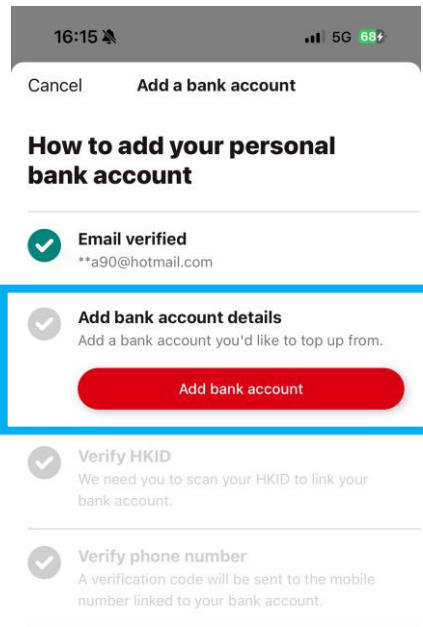 16:15 5G 68
Cancel Add a bank account
How to add your personal
bank account
Email verified
**a90@hotmail.com
Add bank account details
Add a bank account you'd like to top up from.
Add bank account
Verify HKID
We need you to scan your HKID to link your
bank account.
Verify phone number
A verification code will be sent to the mobile
number linked to your bank account.